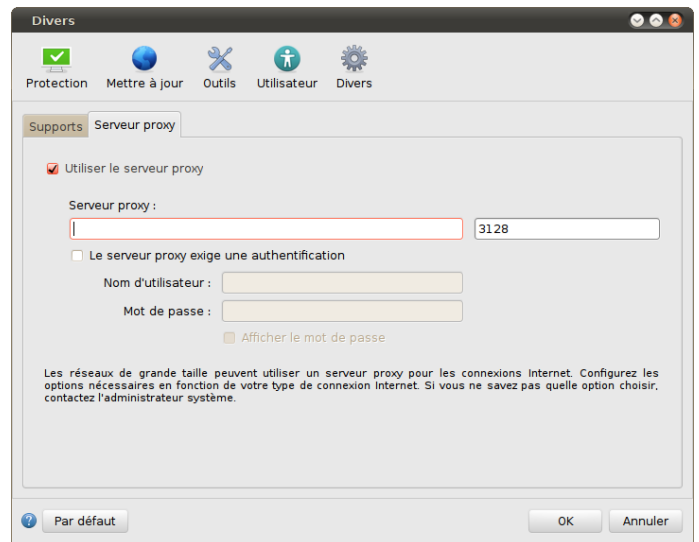 Divers
Protection Mettre à jour Outils Utilisateur Divers
Supports Serveur proxy
Utiliser le serveur proxy
Serveur proxy :
3128
Le serveur proxy exige une authentification
Nom d'utilisateur :
Mot de passe :
Afficher le mot de passe
Les réseaux de grande taille peuvent utiliser un serveur proxy pour les connexions Internet. Configurez les
options nécessaires en fonction de votre type de connexion Internet. Si vous ne savez pas quelle option choisir,
contactez l'administrateur système.
? Par défaut OK Annuler